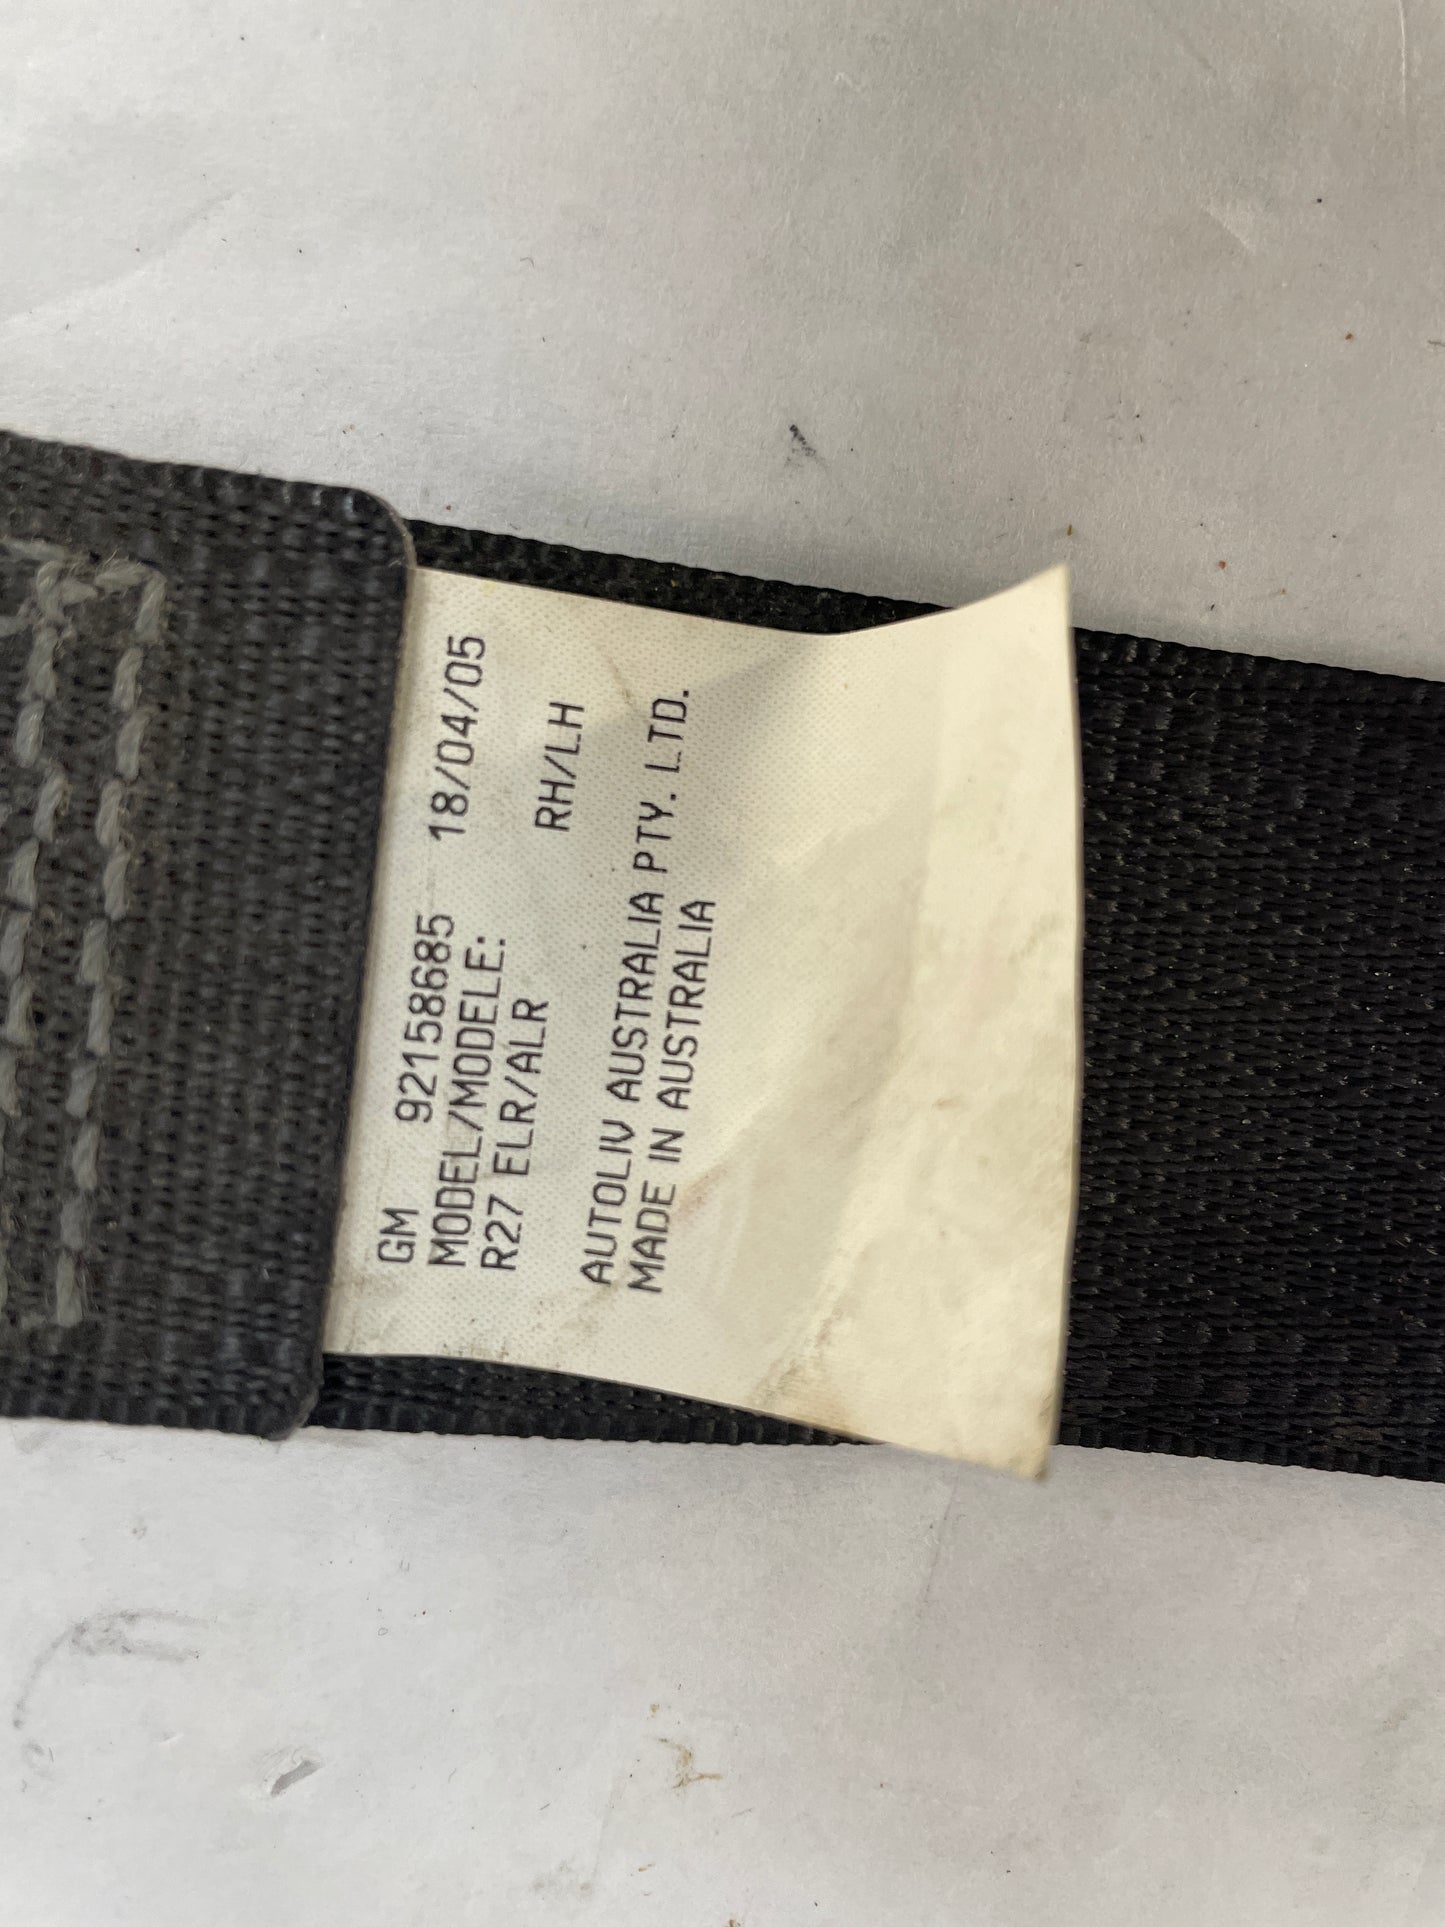 GM 92158685 18/04/05
MODEL/MODELE:
R27 ELR/ALR RH/LH
AUTOLIV AUSTRALIA PTY. LTD.
MADE IN AUSTRALIA